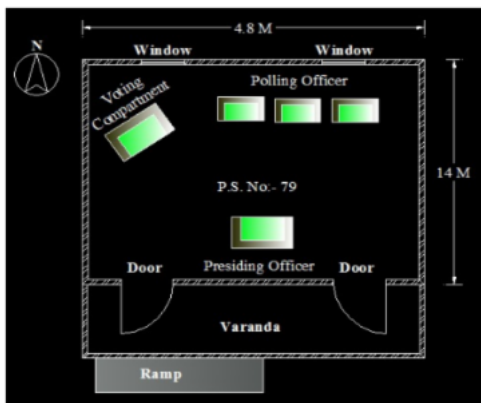 4.8 M
N
Window
Window
Polling Officer
Voting
Compartment
14 M
P.S. No:- 79
Presiding Officer
Door
Door
Varanda
Ramp